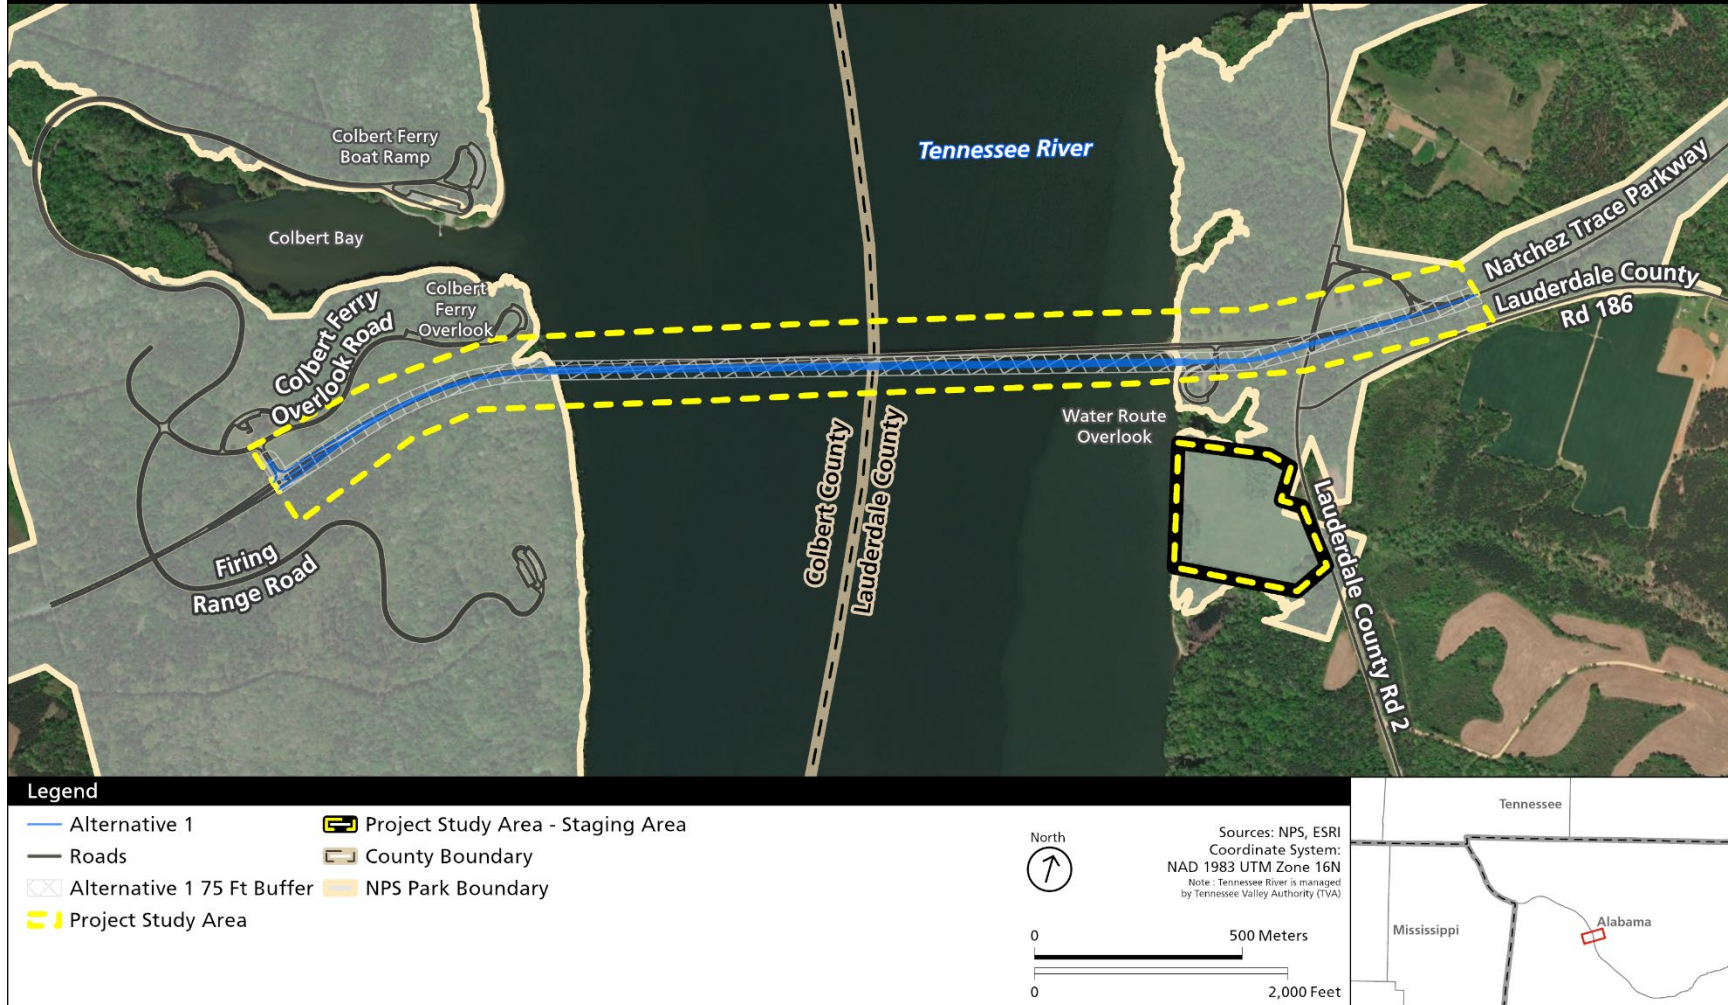 Colbert Ferry
Boat Ramp
Tennessee River
Colbert Bay
Natchez Trace Parkway
Colbert
Ferry
Overlook
Colbert Ferry
Overlook Road
Lauderdale County
Rd 186
Water Route
Overlook
Colbert County
Lauderdale County
Lauderdale County Rd 2
Firing
Range Road
Legend
Alternative 1
Roads
Alternative 1 75 Ft Buffer
Project Study Area
Project Study Area - Staging Area
County Boundary
NPS Park Boundary
North
Sources: NPS, ESRI
Coordinate System:
NAD 1983 UTM Zone 16N
Note : Tennessee River is managed
by Tennessee Valley Authority (TVA)
0 500 Meters
0 2,000 Feet
Tennessee
Mississippi
Alabama